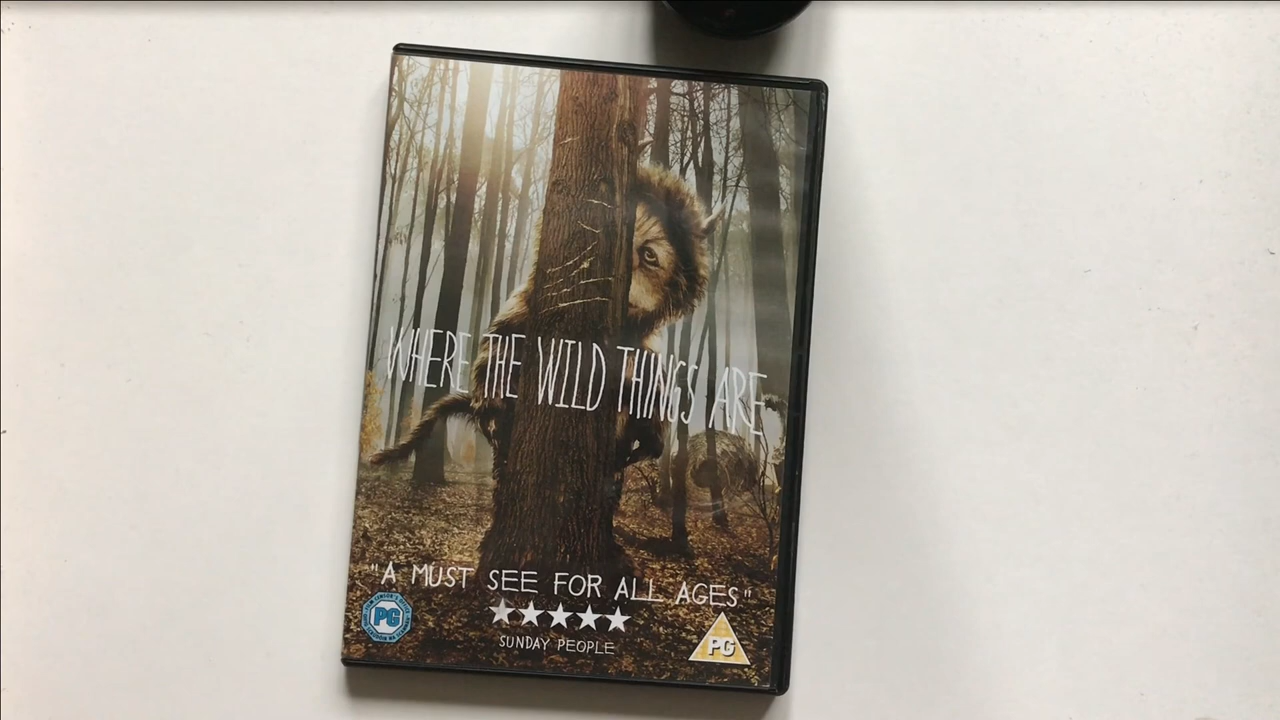 WHERE THE WILD THINGS ARE
"A MUST SEE FOR ALL AGES"
SUNDAY PEOPLE
PG
PG